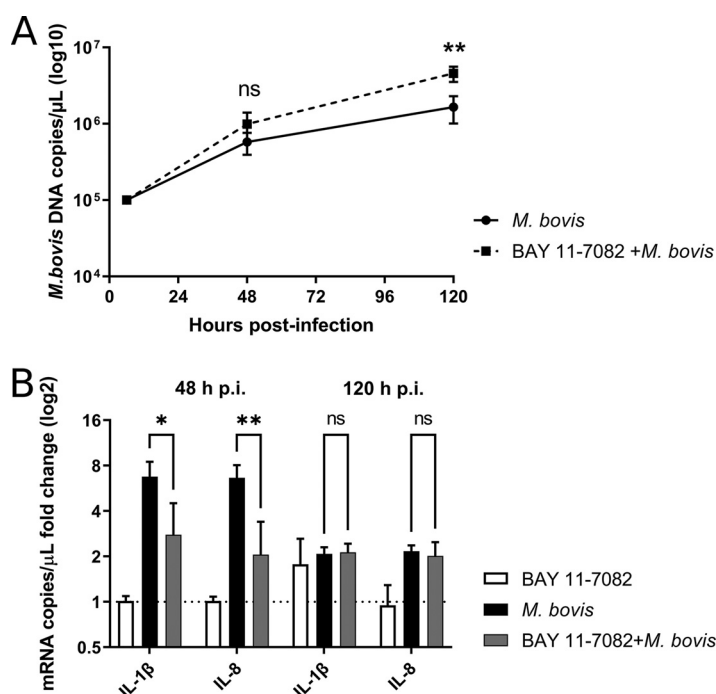 A
M.bovis DNA copies/μL (log10)
10⁷
10⁶
10⁵
10⁴
ns
**
0 24 48 72 96 120
Hours post-infection
M. bovis
BAY 11-7082 +M. bovis
B
mRNA copies/μL fold change (log2)
48 h p.i. 120 h p.i.
* ** ns ns
16
8
4
2
1
0.5
IL-1β IL-8 IL-1β IL-8
BAY 11-7082
M. bovis
BAY 11-7082+M. bovis